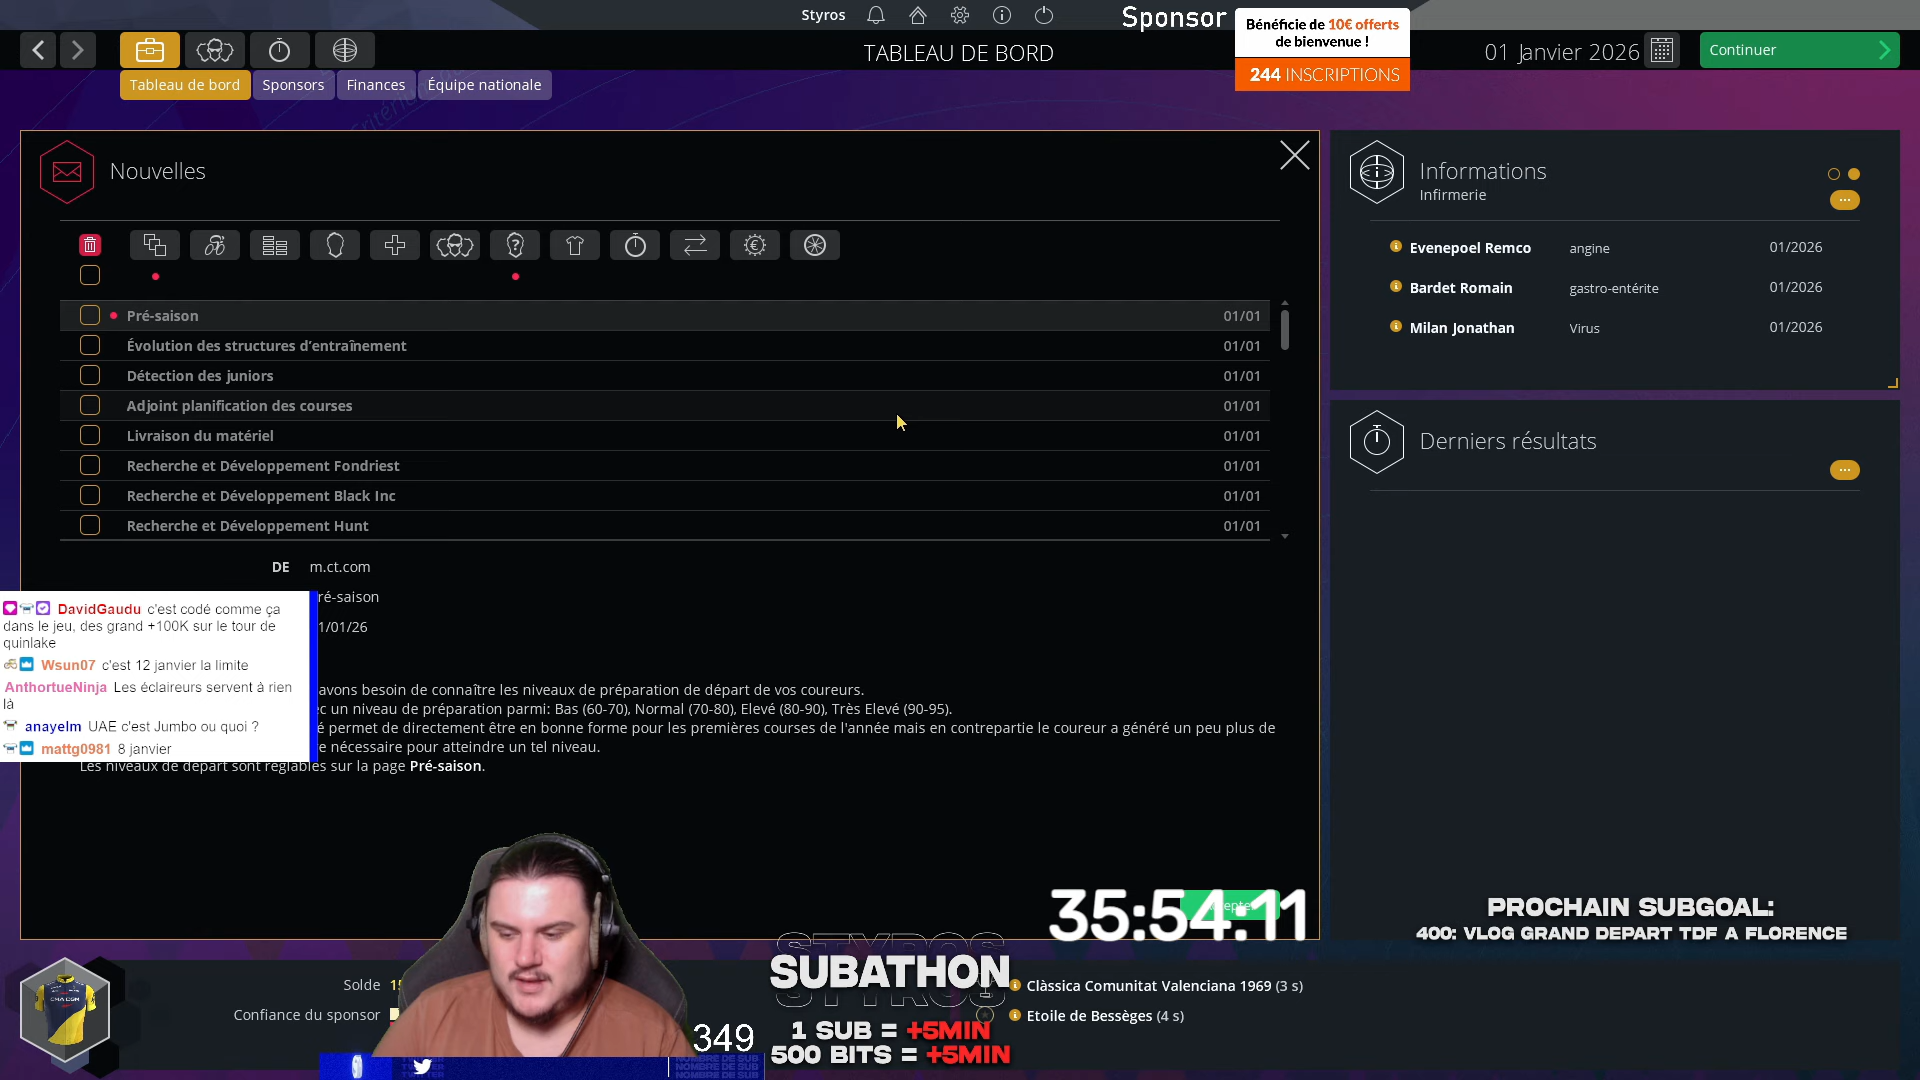 Styros
Sponsor
Bénéficie de 10€ offerts
de bienvenue !
244 INSCRIPTIONS
TABLEAU DE BORD
01 Janvier 2026
Continuer
Tableau de bord
Sponsors
Finances
Équipe nationale
Nouvelles
Pré-saison 01/01
Évolution des structures d'entraînement 01/01
Détection des juniors 01/01
Adjoint planification des courses 01/01
Livraison du matériel 01/01
Recherche et Développement Fondriest 01/01
Recherche et Développement Black Inc 01/01
Recherche et Développement Hunt 01/01
DE m.ct.com
ré-saison
1/01/26
avons besoin de connaître les niveaux de préparation de départ de vos coureurs.
un niveau de préparation parmi: Bas (60-70), Normal (70-80), Elevé (80-90), Très Elevé (90-95).
permet de directement être en bonne forme pour les premières courses de l'année mais en contrepartie le coureur a généré un peu plus de
nécessaire pour atteindre un tel niveau.
Les niveaux de départ sont réglables sur la page Pré-saison.
DavidGaudu c'est codé comme ça
dans le jeu, des grand +100K sur le tour de
quinlake
Wsun07 c'est 12 janvier la limite
AnthortueNinja Les éclaireurs servent à rien
là
anayelm UAE c'est Jumbo ou quoi ?
mattg0981 8 janvier
Informations
Infirmerie
Evenepoel Remco angine 01/2026
Bardet Romain gastro-entérite 01/2026
Milan Jonathan Virus 01/2026
Derniers résultats
35:54:11
PROCHAIN SUBGOAL:
400: VLOG GRAND DEPART TDF A FLORENCE
Solde
Confiance du sponsor
CMA CGM
349
STYROS
SUBATHON
STYROS
1 SUB = +5MIN
500 BITS = +5MIN
Clàssica Comunitat Valenciana 1969 (3 s)
Etoile de Bessèges (4 s)